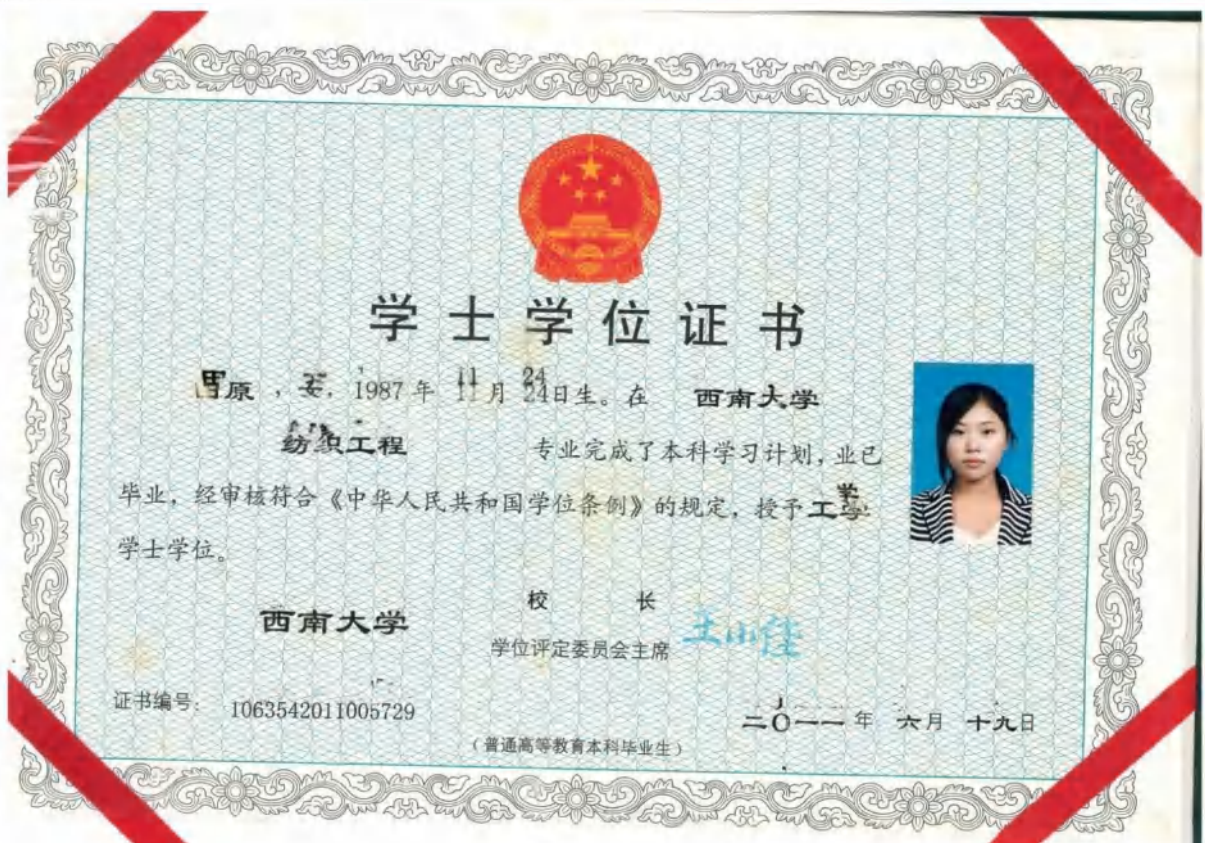 学士学位证书
原，女，1987年11月24日生。在 西南大学
纺织工程 专业完成了本科学习计划，业已
毕业，经审核符合《中华人民共和国学位条例》的规定，授予工学
学士学位。
西南大学
校 长
学位评定委员会主席
王小佳
证书编号：1063542011005729
二〇一一年 六月 十九日
（普通高等教育本科毕业生）